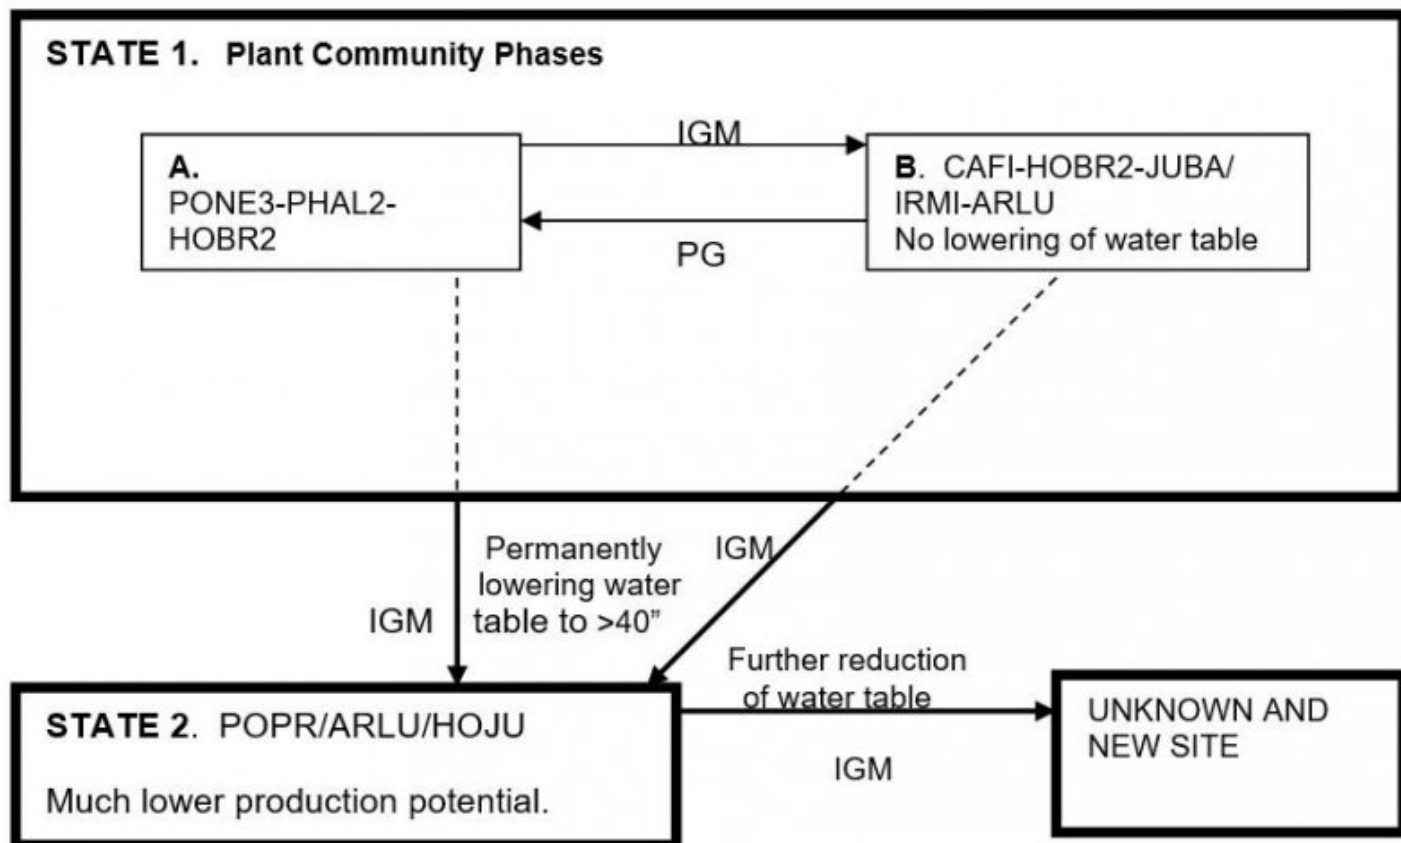 STATE 1. Plant Community Phases
A.
PONE3-PHAL2-
HOBR2
IGM
PG
B. CAFI-HOBR2-JUBA/
IRMI-ARLU
No lowering of water table
IGM
Permanently
lowering water
table to >40”
IGM
Further reduction
of water table
IGM
STATE 2. POPR/ARLU/HOJU
Much lower production potential.
UNKNOWN AND
NEW SITE